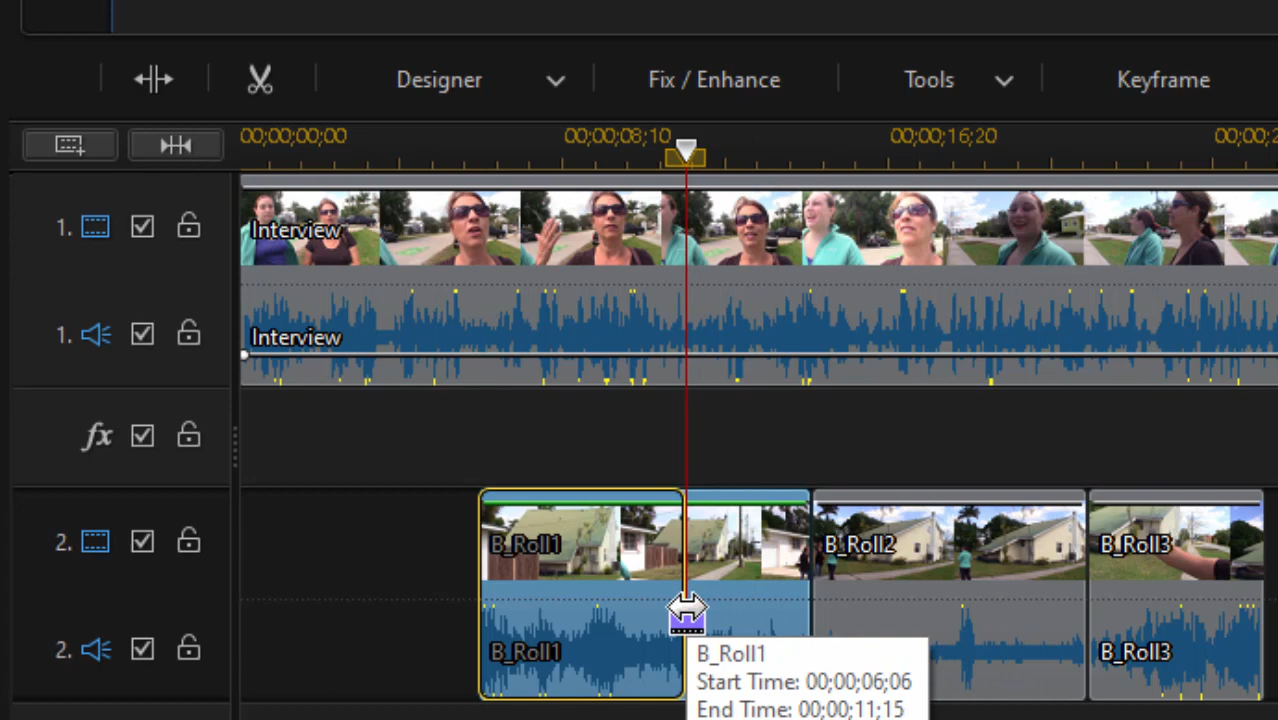 Designer Fix / Enhance Tools Keyframe
00;00;00;00 00;00;08;10 00;00;16;20 00;00;2
1. Interview
1. Interview
fx
2. B_Roll1 B_Roll2 B_Roll3
2. B_Roll1 B_Roll3
B_Roll1
Start Time: 00;00;06;06
End Time: 00;00;11;15